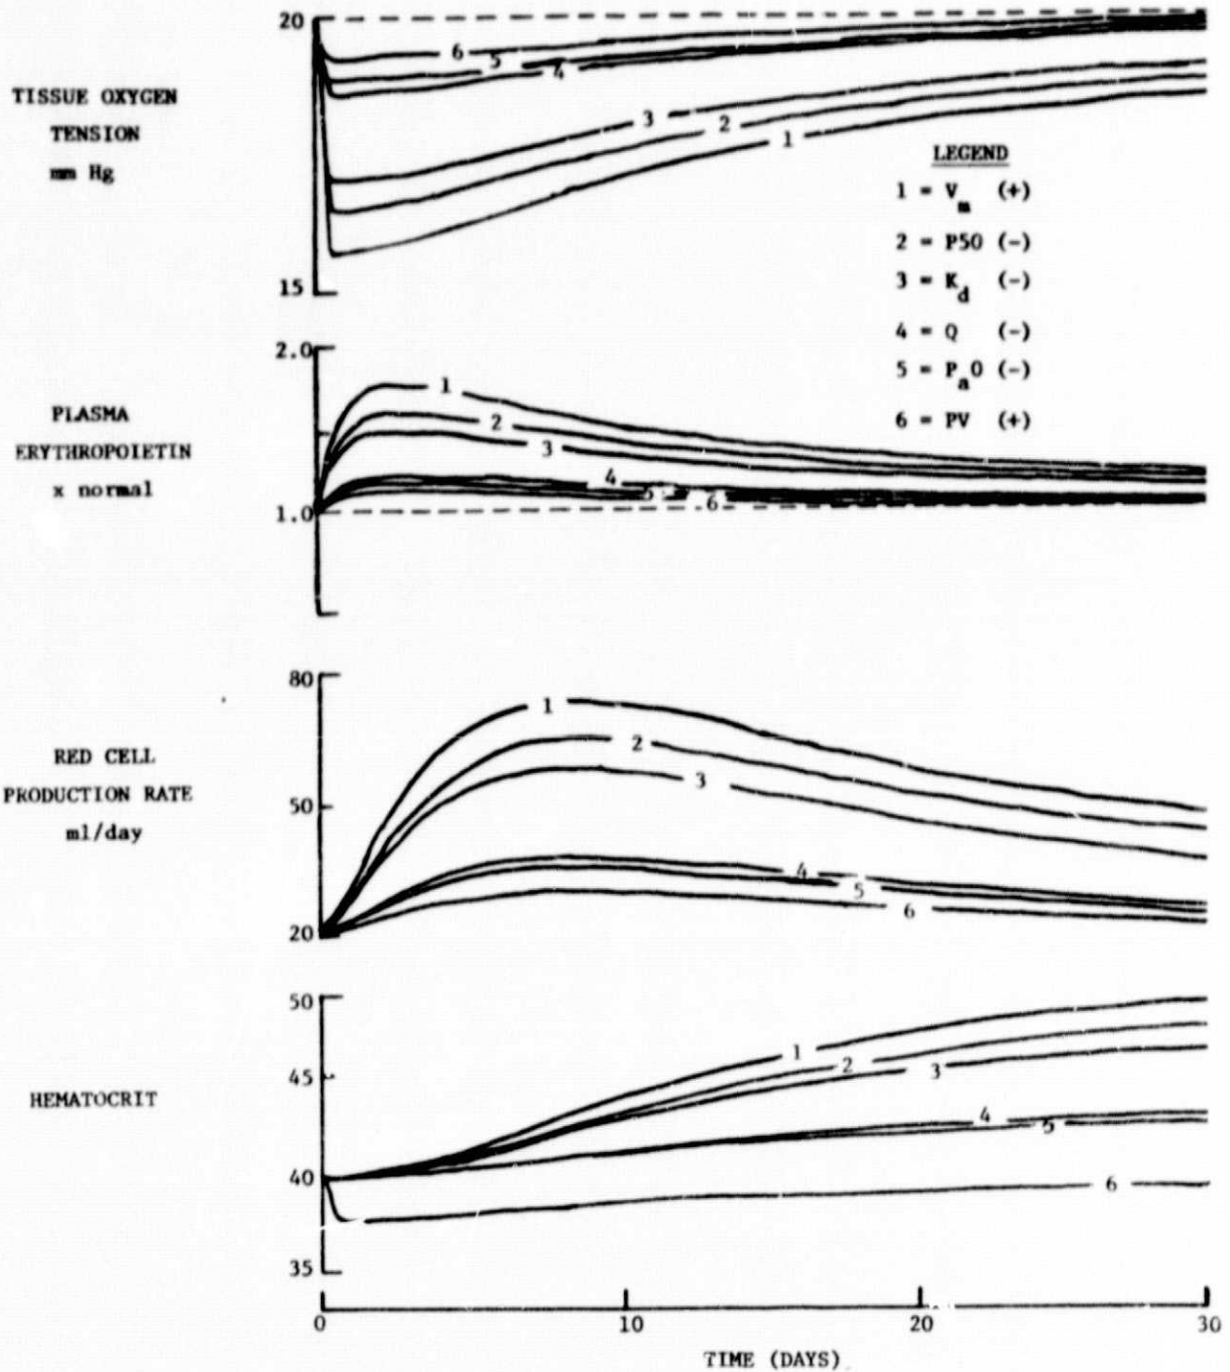 20
6
5
4
TISSUE OXYGEN
TENSION
mm Hg
3
2
1
15
LEGEND
1 = Vm (+)
2 = P50 (-)
3 = Kd (-)
4 = Q (-)
5 = PaO (-)
6 = PV (+)
2.0
1
PLASMA
2
ERYTHROPOIETIN
3
x normal
4
5
6
1.0
80
1
RED CELL
2
PRODUCTION RATE
3
50
ml/day
4
5
6
20
50
1
2
3
45
HEMATOCRIT
4
5
40
6
35
0 10 20 30
TIME (DAYS)